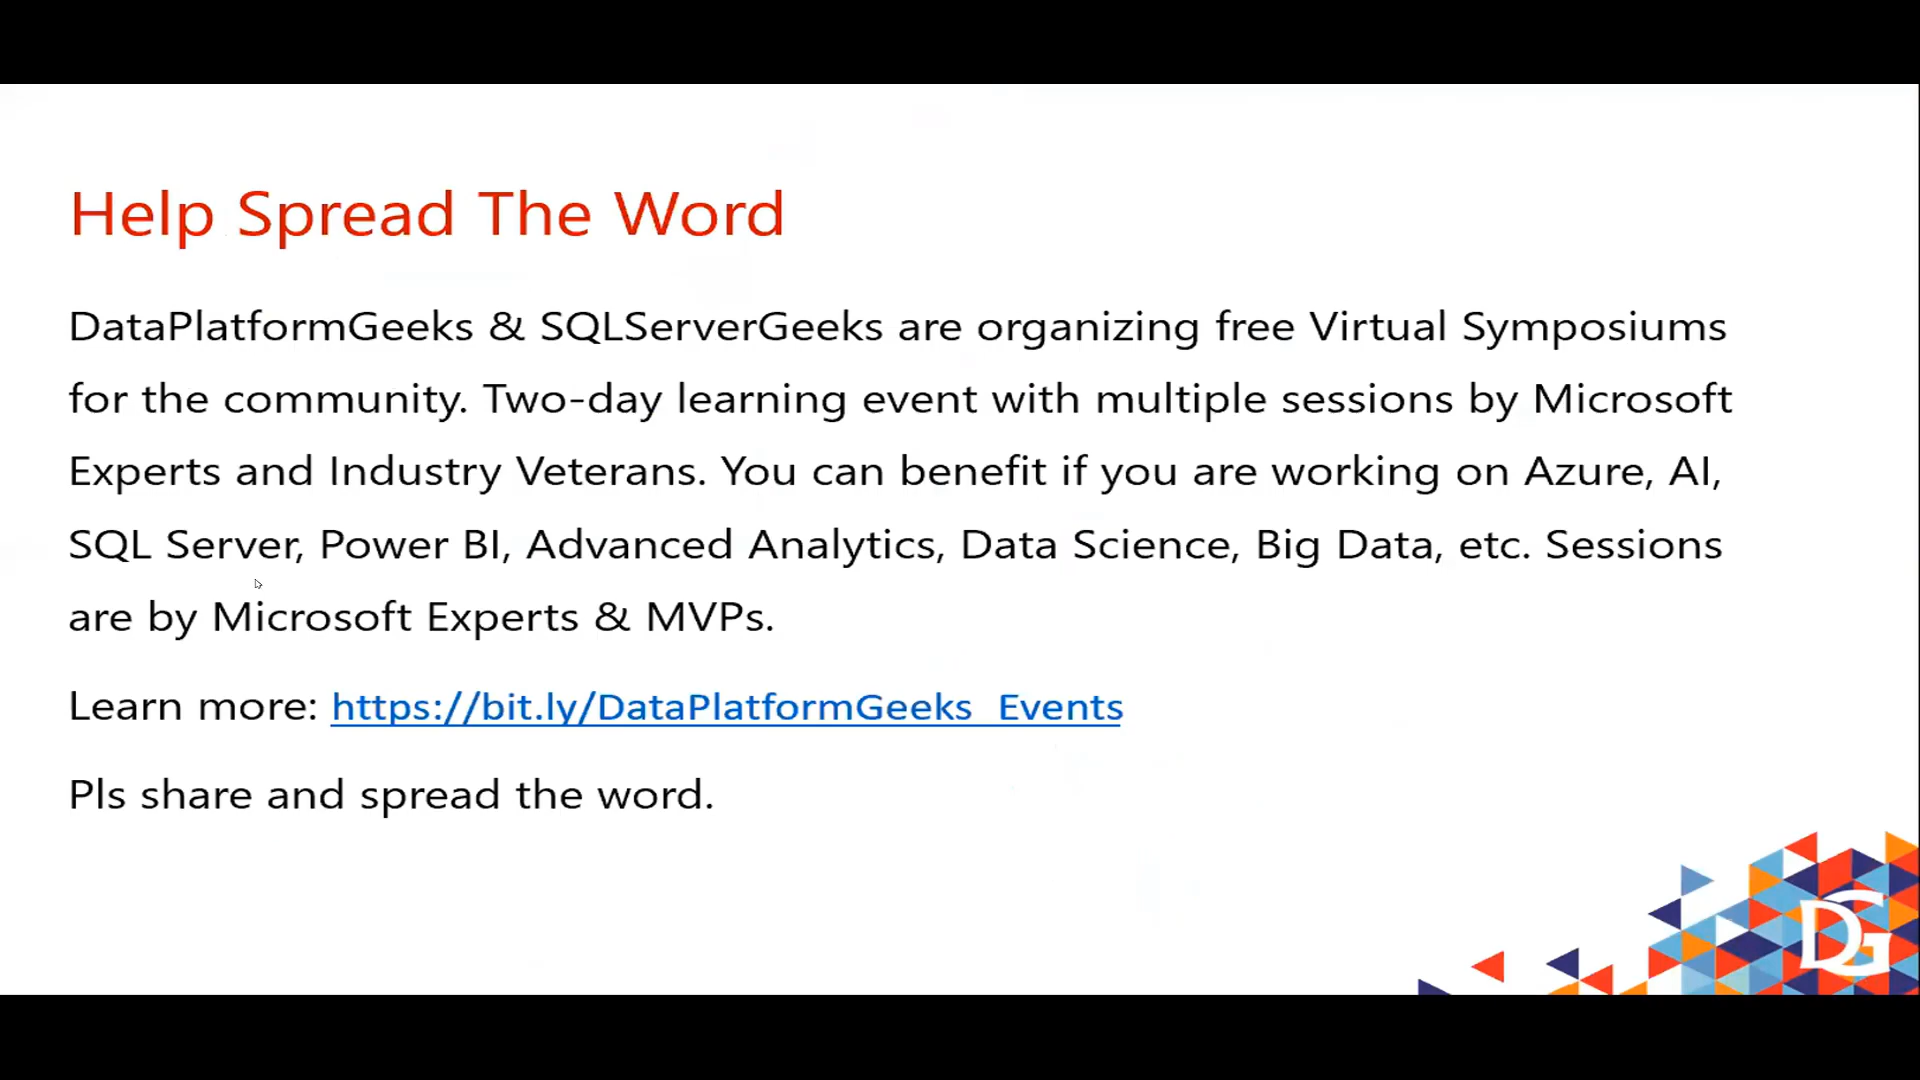 Help Spread The Word
DataPlatformGeeks & SQLServerGeeks are organizing free Virtual Symposiums
for the community. Two-day learning event with multiple sessions by Microsoft
Experts and Industry Veterans. You can benefit if you are working on Azure, AI,
SQL Server, Power BI, Advanced Analytics, Data Science, Big Data, etc. Sessions
are by Microsoft Experts & MVPs.
Learn more: https://bit.ly/DataPlatformGeeks_Events
Pls share and spread the word.
DG